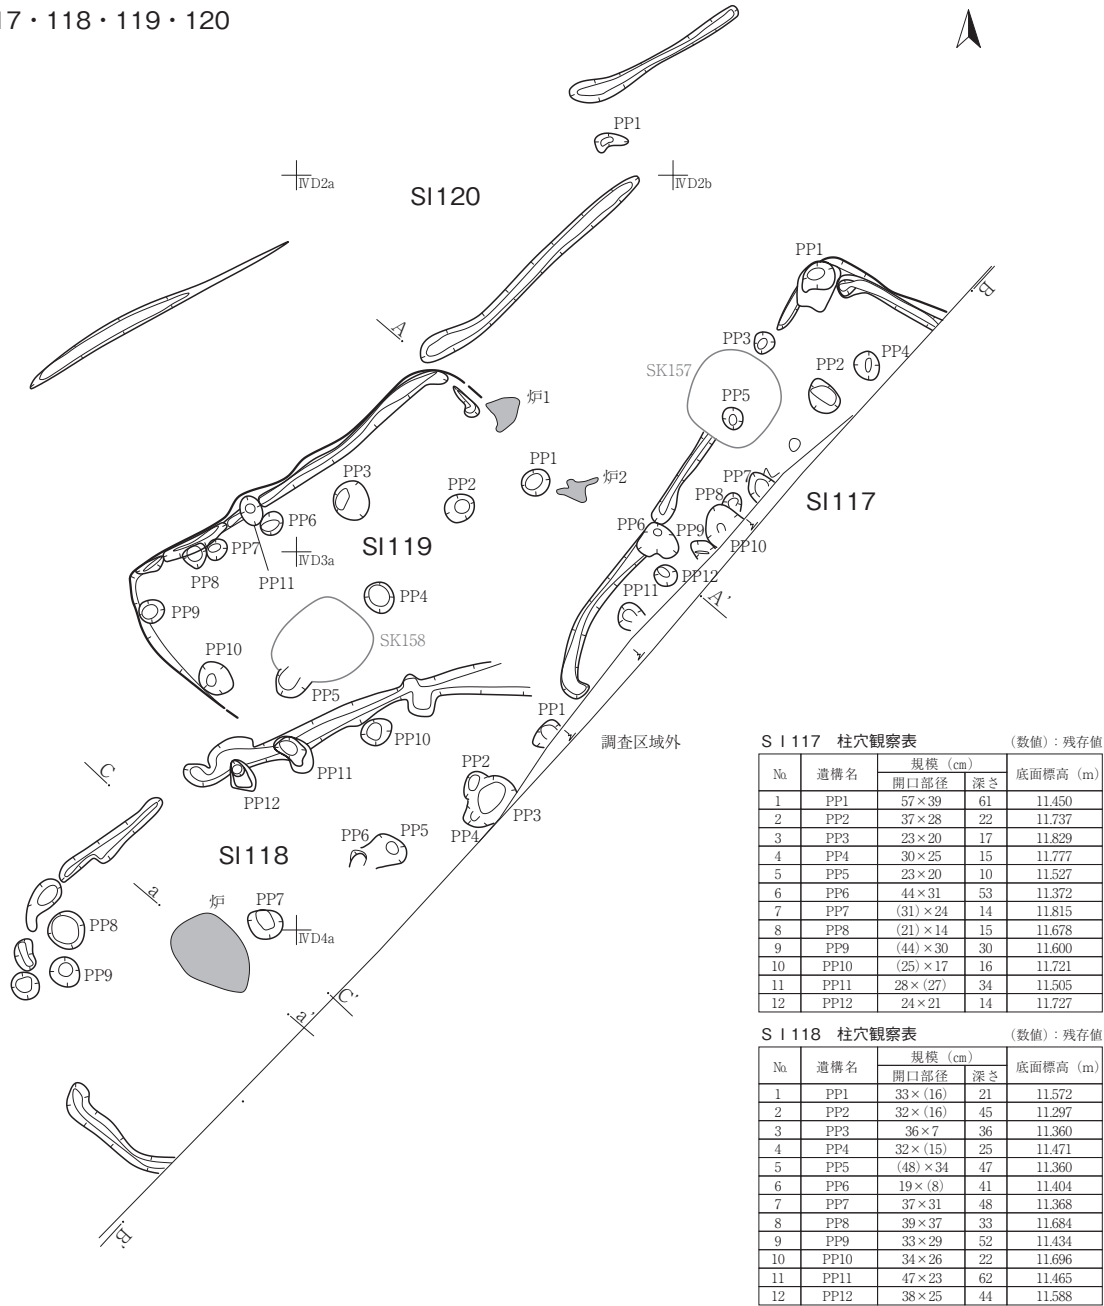 17・118・119・120
PP1
ⅣD2a
ⅣD2b
SI120
PP1
B
A
PP3
PP4
SK157
PP2
炉1
PP5
PP3
PP1
PP2
炉2
PP7
PP8
SI117
PP6
PP6
PP9
SI119
PP7
PP10
ⅣD3a
PP8
PP11
PP12
PP11
A'
PP4
PP9
SK158
PP10
PP5
PP1
PP10
調査区域外
PP11
PP2
C
PP12
PP3
PP6
PP5
PP4
SI118
a
炉
PP7
PP8
ⅣD4a
PP9
C'
a'
B'
SⅠ117 柱穴観察表 (数値):残存値
№ 遺構名 規模 (cm) 底面標高 (m)
開口部径 深さ
1 PP1 57×39 61 11.450
2 PP2 37×28 22 11.737
3 PP3 23×20 17 11.829
4 PP4 30×25 15 11.777
5 PP5 23×20 10 11.527
6 PP6 44×31 53 11.372
7 PP7 (31)×24 14 11.815
8 PP8 (21)×14 15 11.678
9 PP9 (44)×30 30 11.600
10 PP10 (25)×17 16 11.721
11 PP11 28×(27) 34 11.505
12 PP12 24×21 14 11.727
SⅠ118 柱穴観察表 (数値):残存値
№ 遺構名 規模 (cm) 底面標高 (m)
開口部径 深さ
1 PP1 33×(16) 21 11.572
2 PP2 32×(16) 45 11.297
3 PP3 36×7 36 11.360
4 PP4 32×(15) 25 11.471
5 PP5 (48)×34 47 11.360
6 PP6 19×(8) 41 11.404
7 PP7 37×31 48 11.368
8 PP8 39×37 33 11.684
9 PP9 33×29 52 11.434
10 PP10 34×26 22 11.696
11 PP11 47×23 62 11.465
12 PP12 38×25 44 11.588